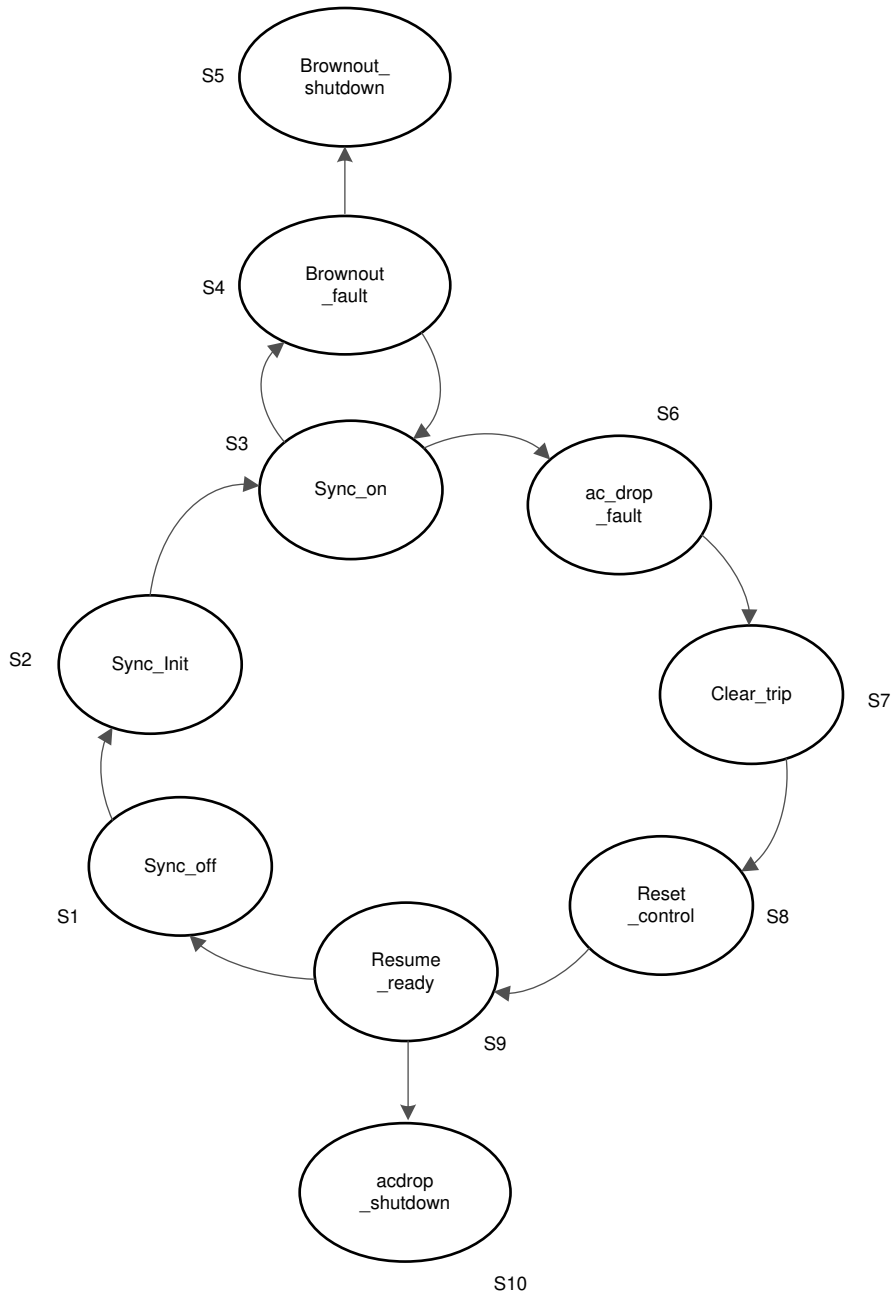 Brownout_
shutdown
S5
Brownout
_fault
S4
S6
S3
Sync_on
ac_drop
_fault
S2
Sync_Init
Clear_trip
S7
Sync_off
S1
Reset
_control
S8
Resume
_ready
S9
acdrop
_shutdown
S10